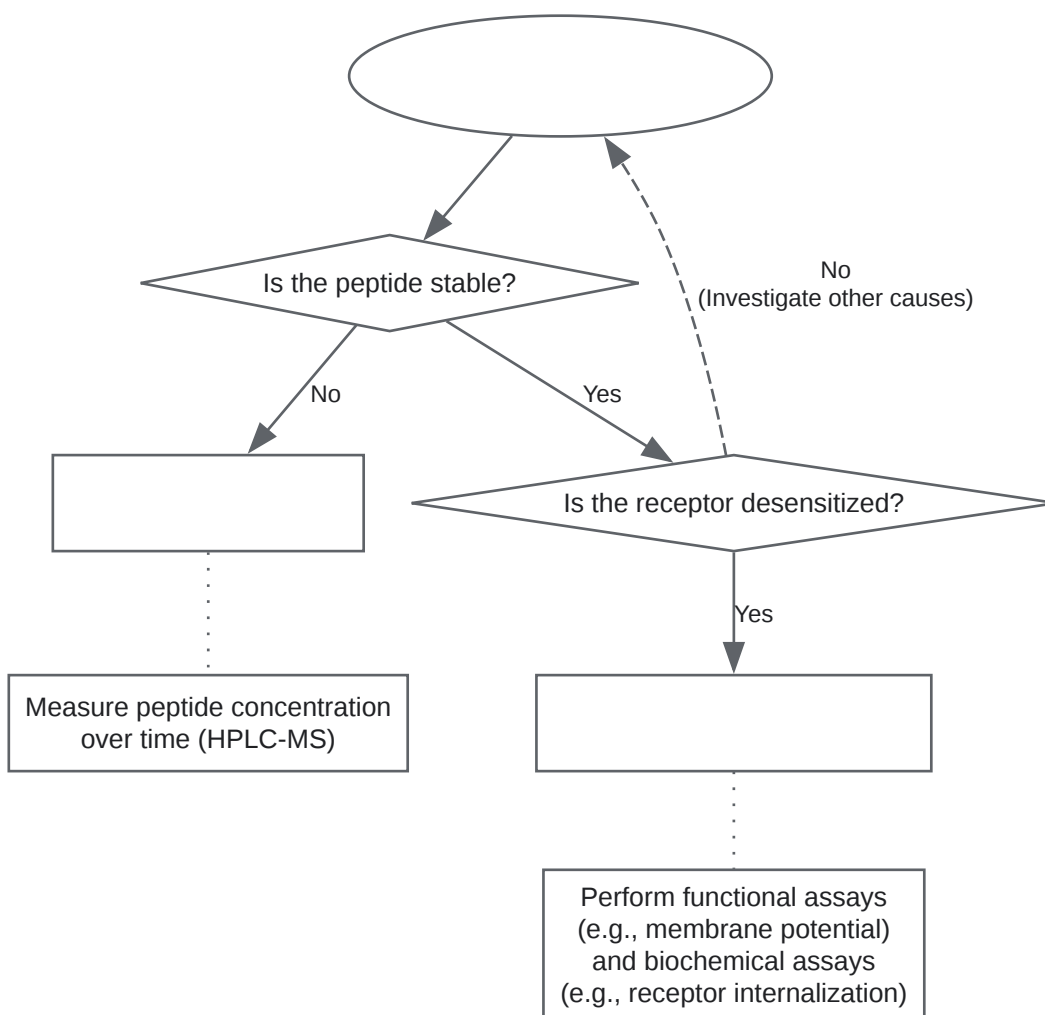 Is the peptide stable?
No
(Investigate other causes)
No
Yes
Is the receptor desensitized?
Yes
Measure peptide concentration
over time (HPLC-MS)
Perform functional assays
(e.g., membrane potential)
and biochemical assays
(e.g., receptor internalization)